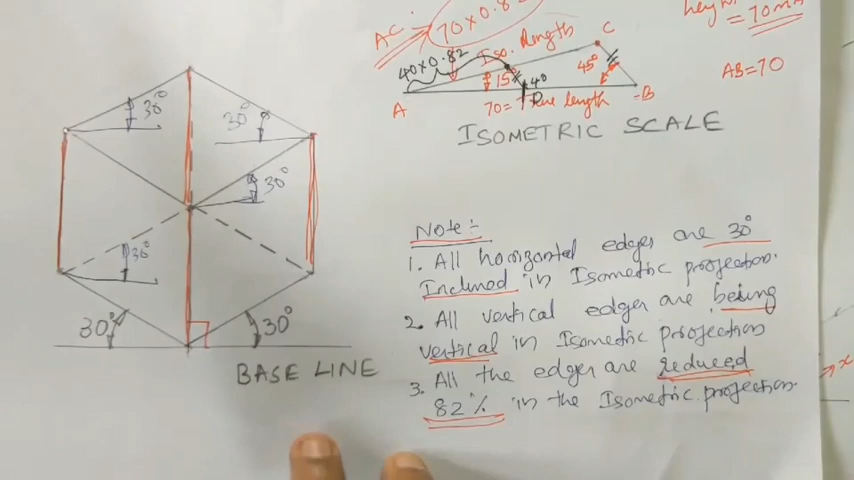 AC:
70×0.8
= 70mm
AB=70
40×0.82
Iso. length
C
45°
15°
40
A
70= True length
B
ISOMETRIC SCALE
30°
30°
30°
30°
30°
30°
BASE LINE
Note:-
1. All horizontal edges are 30°
Inclined in Isometric projection.
2. All vertical edges are being
vertical in Isometric projection
3. All the edges are reduced
82% in the Isometric projection.
x